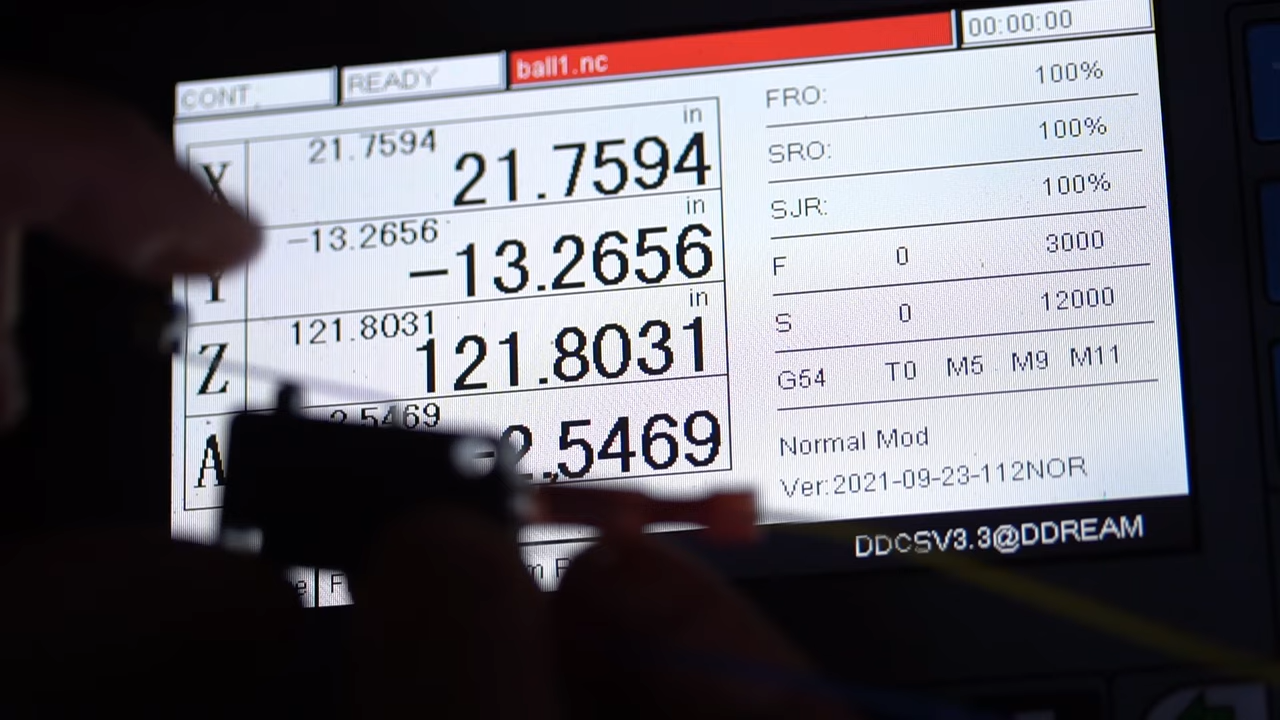 CONT. READY ball1.nc 00:00:00
X 21.7594 in 21.7594
Y -13.2656 in -13.2656
Z 121.8031 in 121.8031
A 2.5469 -2.5469
FRO: 100%
SRO: 100%
SJR: 100%
F 0 3000
S 0 12000
G54 T0 M5 M9 M11
Normal Mod
Ver:2021-09-23-112NOR
DDCSV3.3@DDREAM